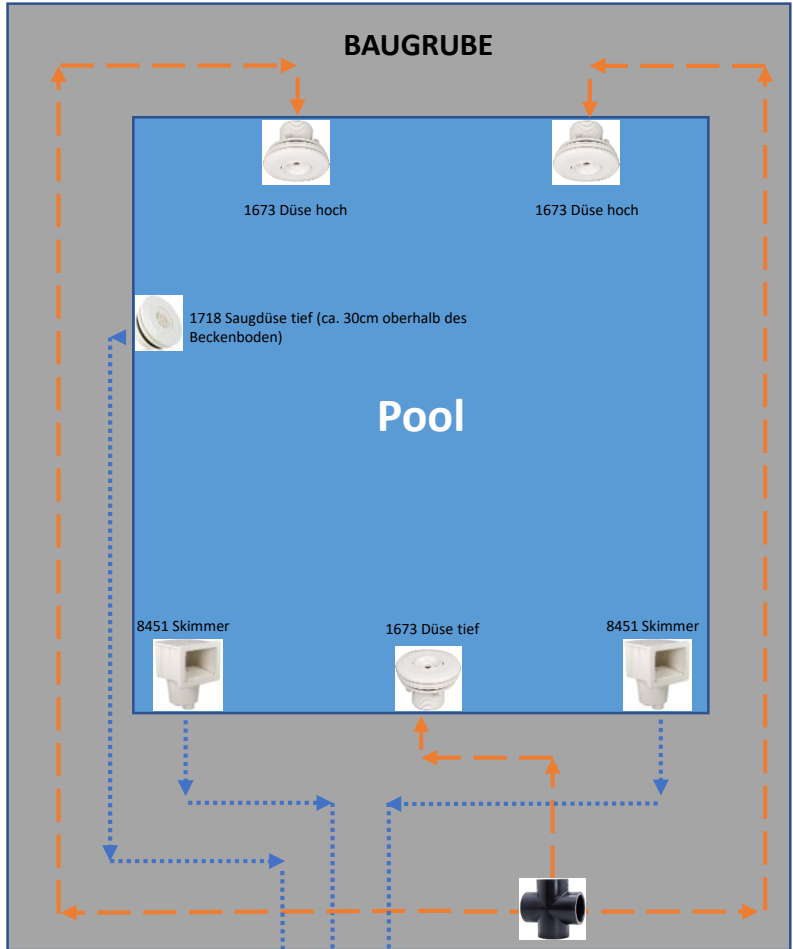 BAUGRUBE
1673 Düse hoch
1673 Düse hoch
1718 Saugdüse tief (ca. 30cm oberhalb des
Beckenboden)
Pool
8451 Skimmer
1673 Düse tief
8451 Skimmer